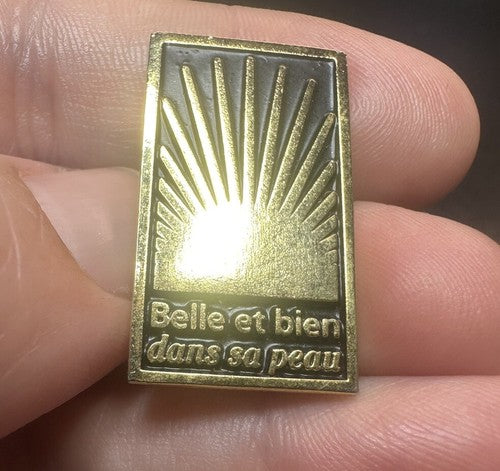 Belle et bien
dans sa peau